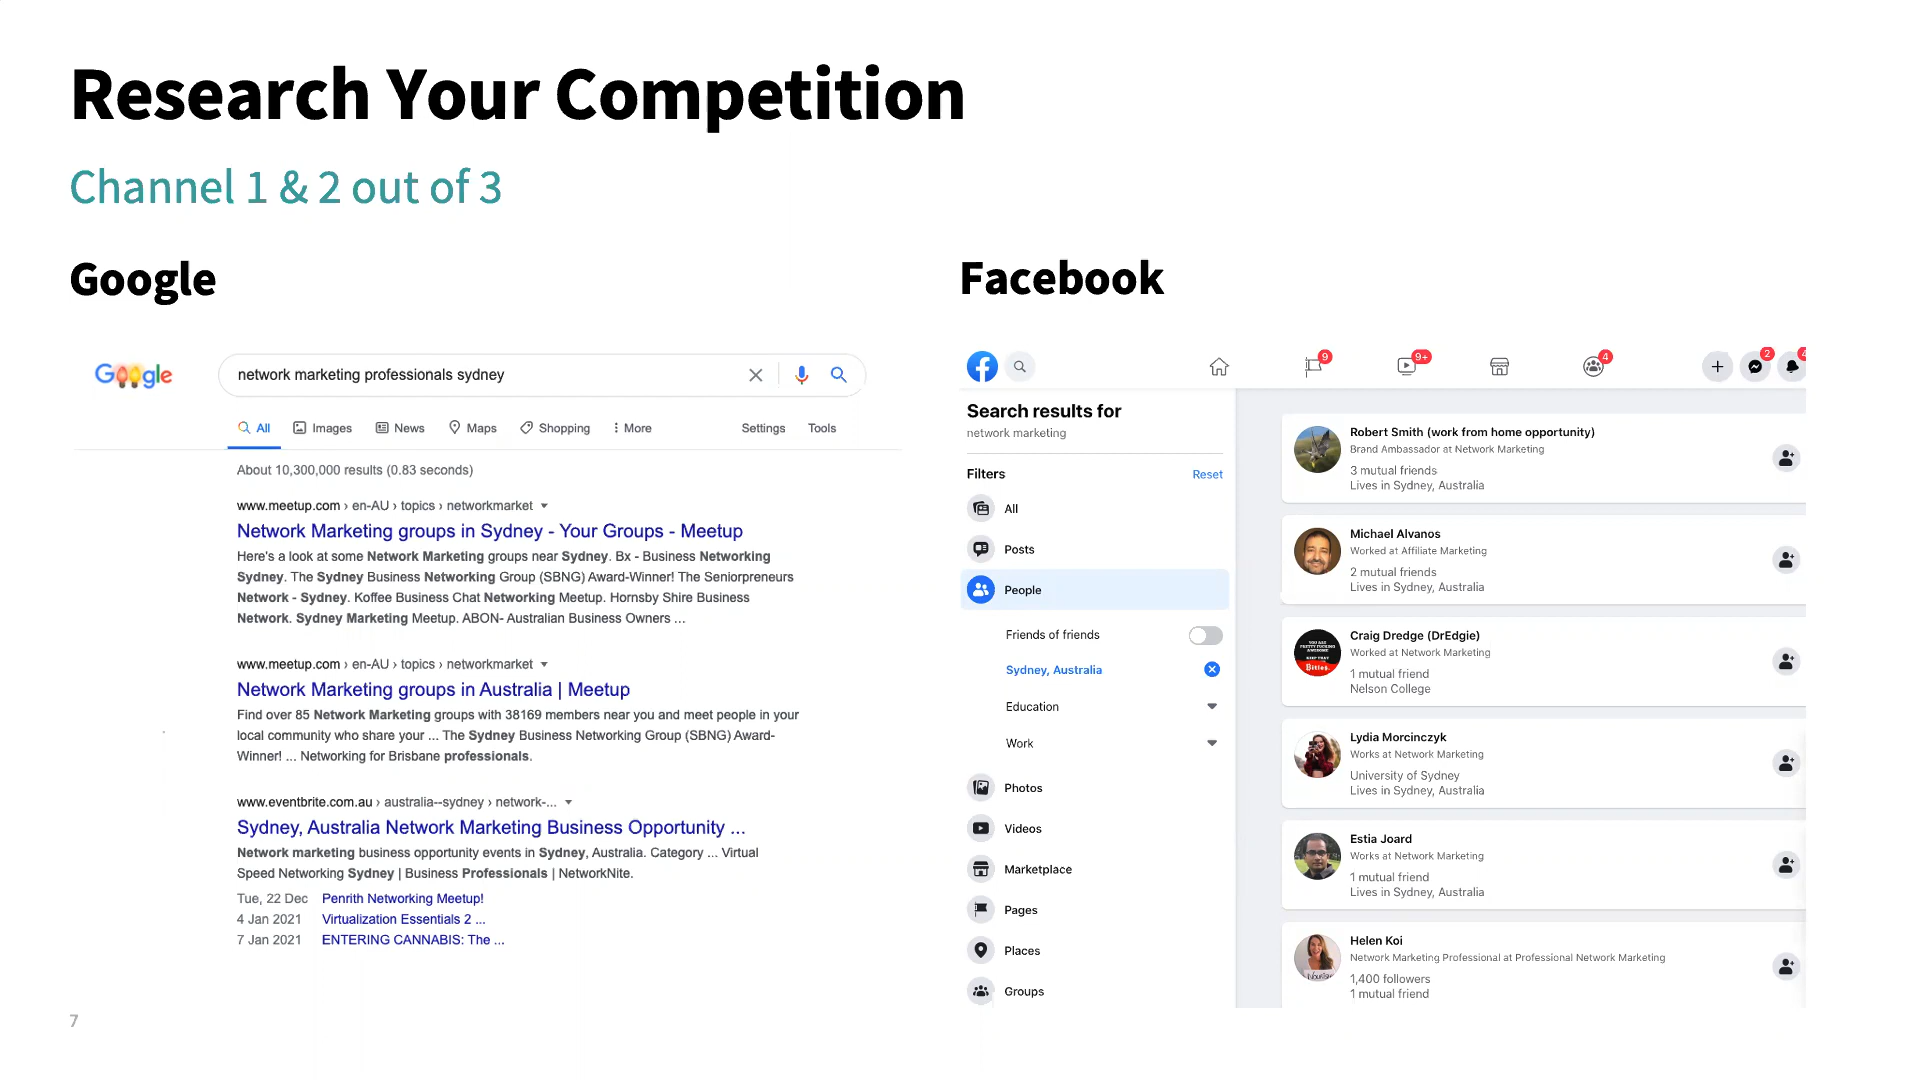 Research Your Competition
Channel 1 & 2 out of 3
Google
Google
network marketing professionals sydney
All Images News Maps Shopping More Settings Tools
About 10,300,000 results (0.83 seconds)
www.meetup.com › en-AU › topics › networkmarket
Network Marketing groups in Sydney - Your Groups - Meetup
Here's a look at some Network Marketing groups near Sydney. Bx - Business Networking
Sydney. The Sydney Business Networking Group (SBNG) Award-Winner! The Seniorpreneurs
Network - Sydney. Koffee Business Chat Networking Meetup. Hornsby Shire Business
Network. Sydney Marketing Meetup. ABON- Australian Business Owners ...
www.meetup.com › en-AU › topics › networkmarket
Network Marketing groups in Australia | Meetup
Find over 85 Network Marketing groups with 38169 members near you and meet people in your
local community who share your ... The Sydney Business Networking Group (SBNG) Award-
Winner! ... Networking for Brisbane professionals.
www.eventbrite.com.au › australia--sydney › network-...
Sydney, Australia Network Marketing Business Opportunity ...
Network marketing business opportunity events in Sydney, Australia. Category ... Virtual
Speed Networking Sydney | Business Professionals | NetworkNite.
Tue, 22 Dec Penrith Networking Meetup!
4 Jan 2021 Virtualization Essentials 2 ...
7 Jan 2021 ENTERING CANNABIS: The ...
Facebook
9 9+ 4 2 4
Search results for
network marketing
Filters Reset
All
Posts
People
Friends of friends
Sydney, Australia
Education
Work
Photos
Videos
Marketplace
Pages
Places
Groups
Robert Smith (work from home opportunity)
Brand Ambassador at Network Marketing
3 mutual friends
Lives in Sydney, Australia
Michael Alvanos
Worked at Affiliate Marketing
2 mutual friends
Lives in Sydney, Australia
Craig Dredge (DrEdgie)
Worked at Network Marketing
1 mutual friend
Nelson College
Lydia Morcinczyk
Works at Network Marketing
University of Sydney
Lives in Sydney, Australia
Estia Joard
Works at Network Marketing
1 mutual friend
Lives in Sydney, Australia
Helen Koi
Network Marketing Professional at Professional Network Marketing
1,400 followers
1 mutual friend
7